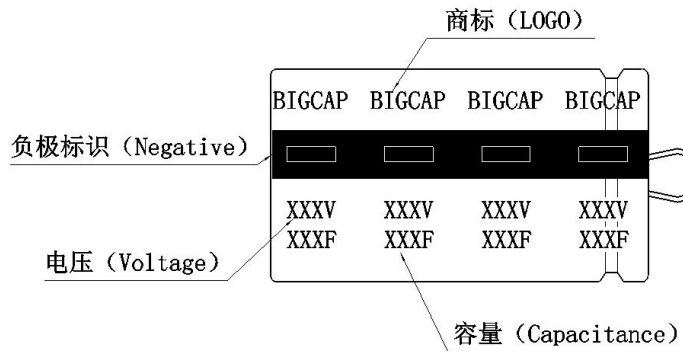 商标（LOGO）
BIGCAP BIGCAP BIGCAP BIGCAP
负极标识（Negative）
XXXV XXXV XXXV XXXV
XXXF XXXF XXXF XXXF
电压（Voltage）
容量（Capacitance）